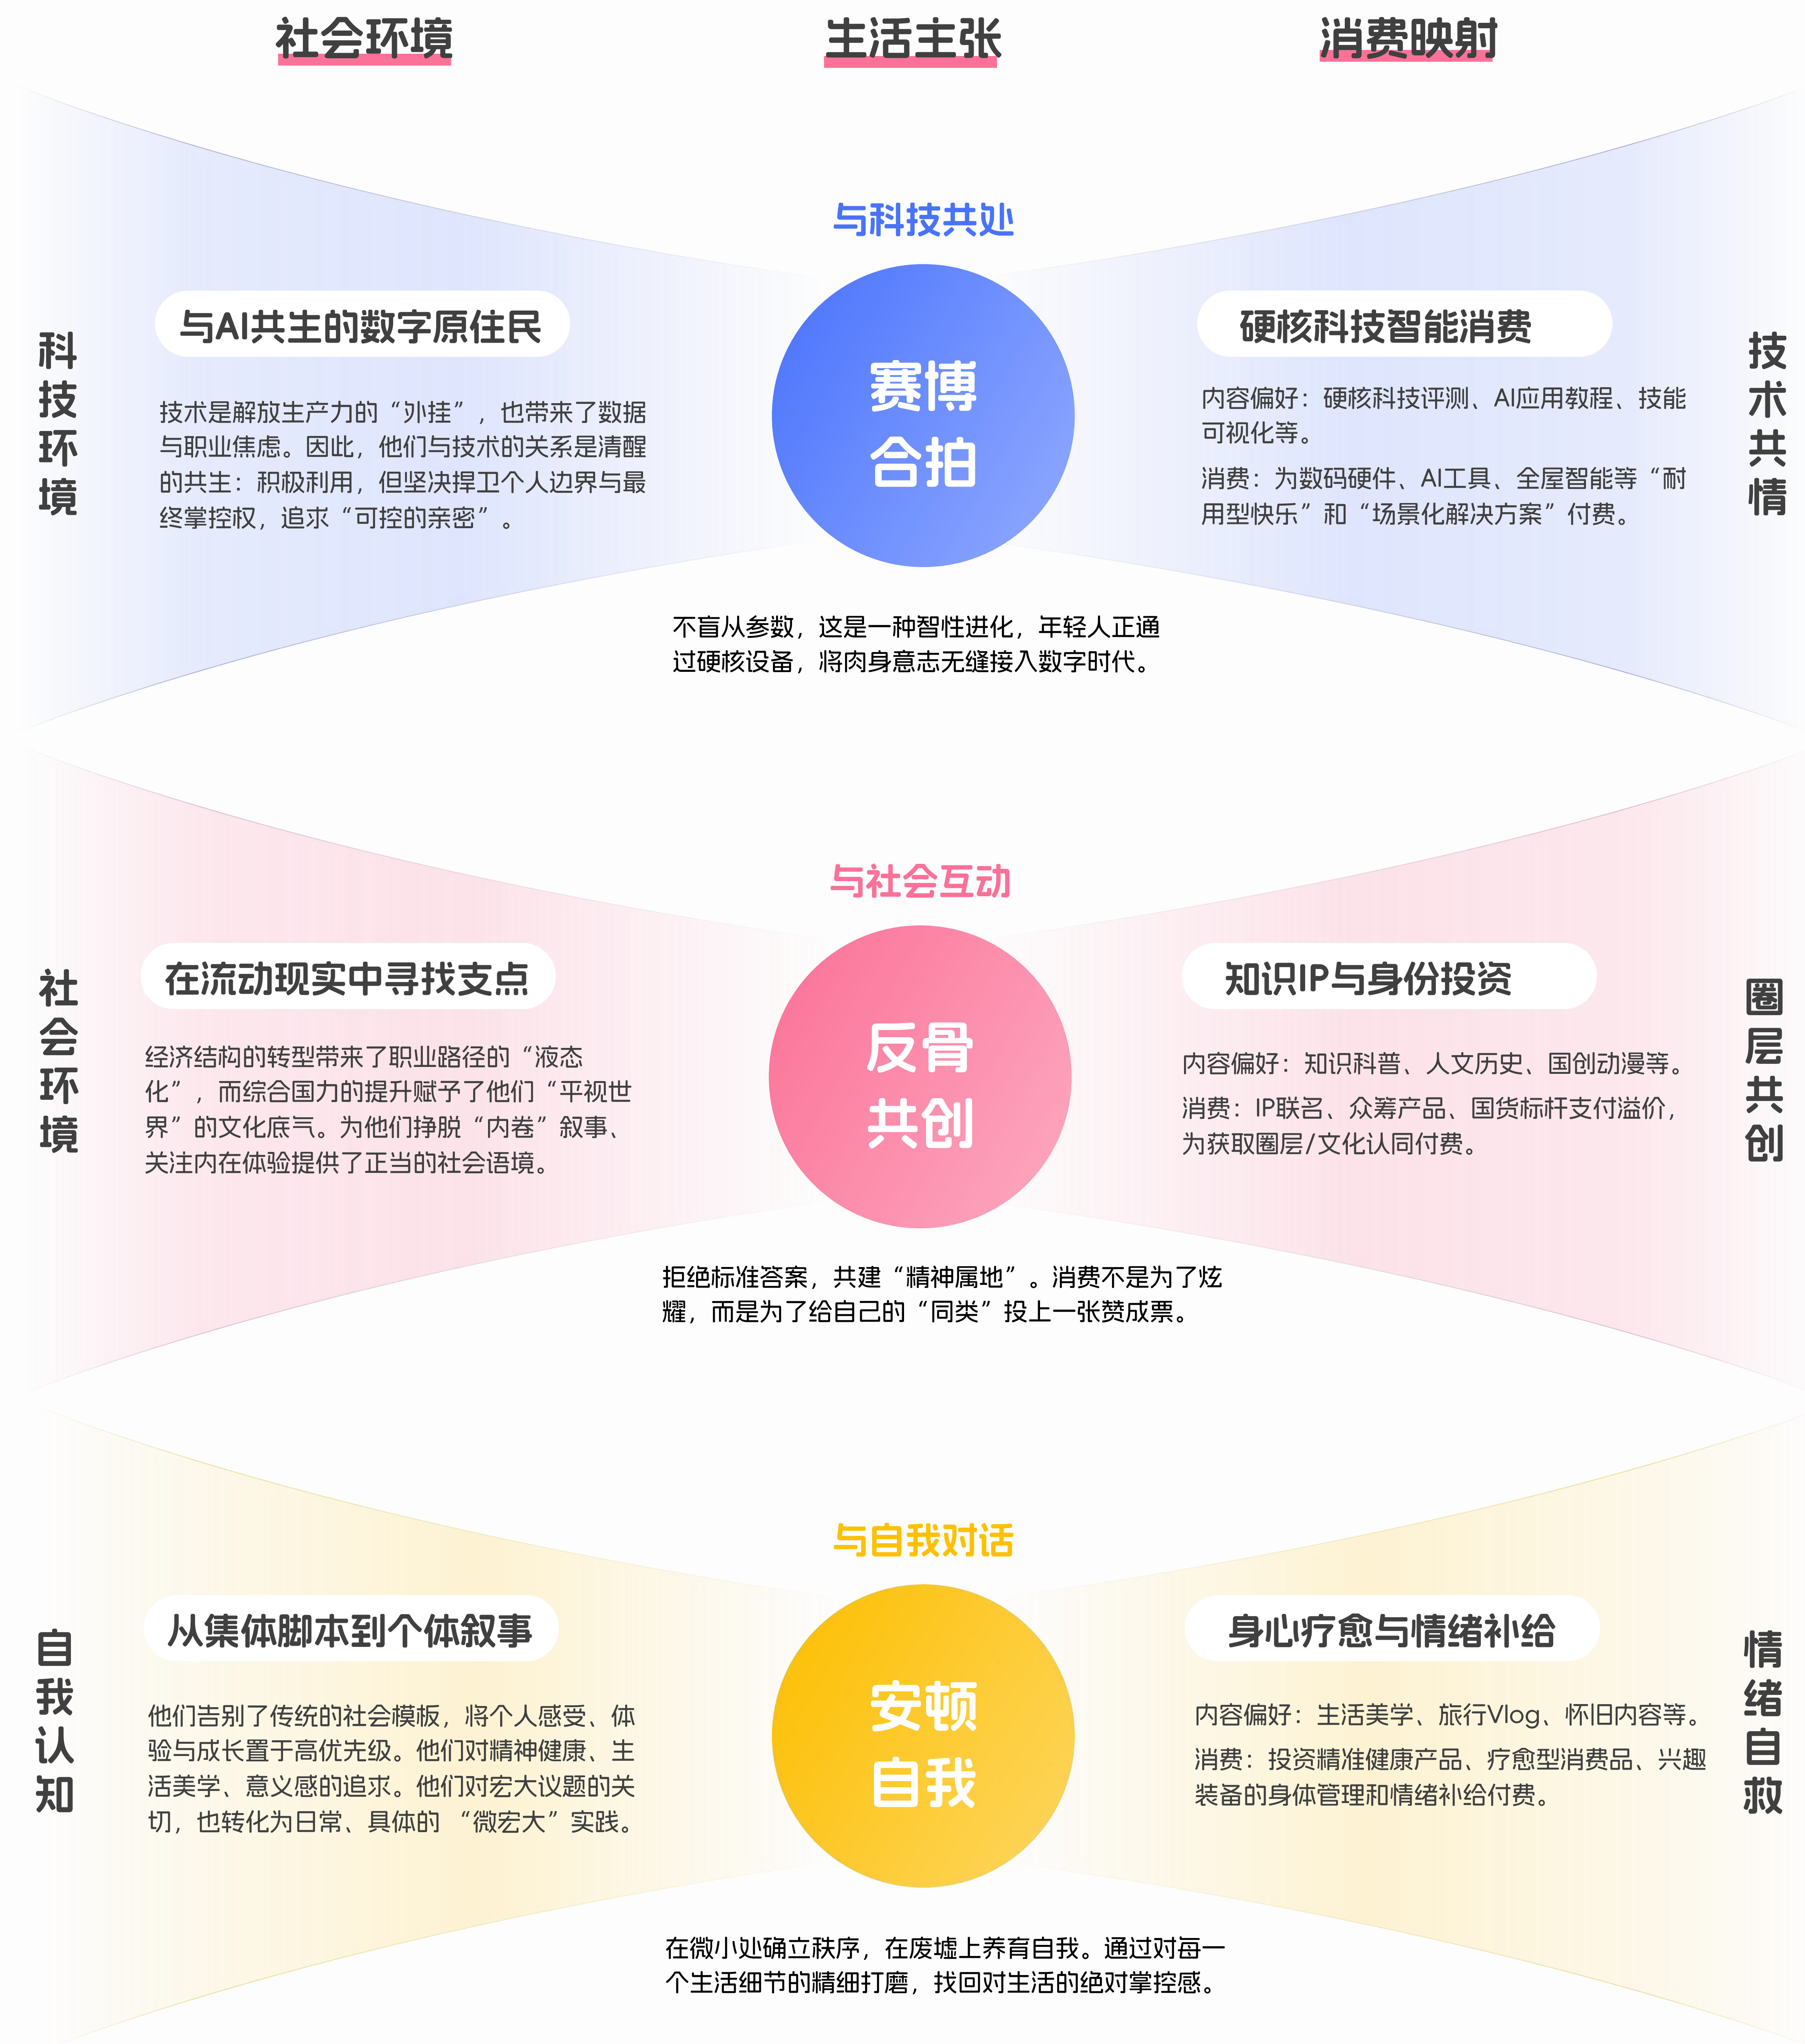 社会环境
生活主张
消费映射
与科技共处
科技环境
与AI共生的数字原住民
技术是解放生产力的“外挂”，也带来了数据
与职业焦虑。因此，他们与技术的关系是清醒
的共生：积极利用，但坚决捍卫个人边界与最
终掌控权，追求“可控的亲密”。
赛博
合拍
硬核科技智能消费
内容偏好：硬核科技评测、AI应用教程、技能
可视化等。
消费：为数码硬件、AI工具、全屋智能等“耐
用型快乐”和“场景化解决方案”付费。
技术共情
不盲从参数，这是一种智性进化，年轻人正通
过硬核设备，将肉身意志无缝接入数字时代。
与社会互动
社会环境
在流动现实中寻找支点
经济结构的转型带来了职业路径的“液态
化”，而综合国力的提升赋予了他们“平视世
界”的文化底气。为他们挣脱“内卷”叙事、
关注内在体验提供了正当的社会语境。
反骨
共创
知识IP与身份投资
内容偏好：知识科普、人文历史、国创动漫等。
消费：IP联名、众筹产品、国货标杆支付溢价，
为获取圈层/文化认同付费。
圈层共创
拒绝标准答案，共建“精神属地”。消费不是为了炫
耀，而是为了给自己的“同类”投上一张赞成票。
与自我对话
自我认知
从集体脚本到个体叙事
他们告别了传统的社会模板，将个人感受、体
验与成长置于高优先级。他们对精神健康、生
活美学、意义感的追求。他们对宏大议题的关
切，也转化为日常、具体的 “微宏大”实践。
安顿
自我
身心疗愈与情绪补给
内容偏好：生活美学、旅行Vlog、怀旧内容等。
消费：投资精准健康产品、疗愈型消费品、兴趣
装备的身体管理和情绪补给付费。
情绪自救
在微小处确立秩序，在废墟上养育自我。通过对每一
个生活细节的精细打磨，找回对生活的绝对掌控感。